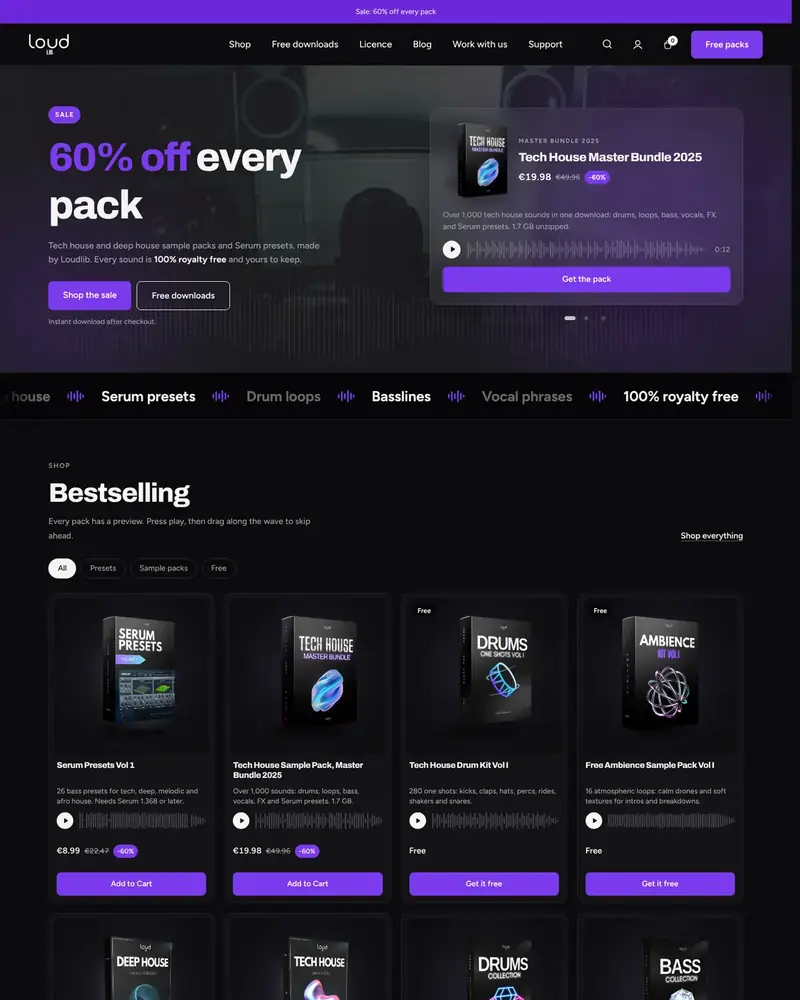 Sale: 60% off every pack
loud
LIB.
Shop
Free downloads
Licence
Blog
Work with us
Support
0
Free packs
SALE
60% off every
pack
Tech house and deep house sample packs and Serum presets, made
by Loudlib. Every sound is 100% royalty free and yours to keep.
Shop the sale
Free downloads
Instant download after checkout.
TECH HOUSE
MASTER BUNDLE
MASTER BUNDLE 2025
Tech House Master Bundle 2025
€19.98 €49.96 -60%
Over 1,000 tech house sounds in one download: drums, loops, bass, vocals, FX
and Serum presets. 1.7 GB unzipped.
0:12
Get the pack
house
Serum presets
Drum loops
Basslines
Vocal phrases
100% royalty free
SHOP
Bestselling
Every pack has a preview. Press play, then drag along the wave to skip
ahead.
Shop everything
All
Presets
Sample packs
Free
SERUM
PRESETS
Serum Presets Vol 1
26 bass presets for tech, deep, melodic and
afro house. Needs Serum 1.368 or later.
€8.99 €22.47 -60%
Add to Cart
TECH HOUSE
MASTER BUNDLE
Tech House Sample Pack, Master
Bundle 2025
Over 1,000 sounds: drums, loops, bass,
vocals, FX and Serum presets. 1.7 GB.
€19.98 €49.96 -60%
Add to Cart
Free
DRUMS
ONE SHOTS VOL I
Tech House Drum Kit Vol I
280 one shots: kicks, claps, hats, percs, rides,
shakers and snares.
Free
Get it free
Free
AMBIENCE
KIT VOL I
Free Ambience Sample Pack Vol I
16 atmospheric loops: calm drones and soft
textures for intros and breakdowns.
Free
Get it free
loud
DEEP HOUSE
loud
TECH HOUSE
DRUMS
COLLECTION
BASS
COLLECTION